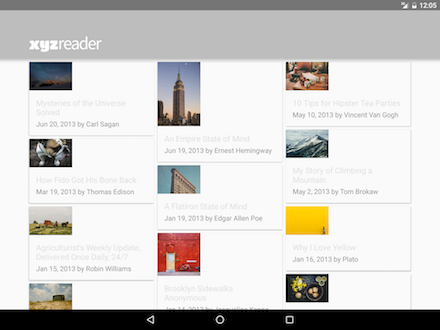 12:05
xyzreader
Mysteries of the Universe
Solved
Jun 20, 2013 by Carl Sagan
How Fido Got His Bone Back
Mar 19, 2013 by Thomas Edison
Agriculturist's Weekly Update,
Delivered Once Daily, 24/7
Jan 15, 2013 by Robin Williams
An Empire State of Mind
Jun 19, 2013 by Ernest Hemingway
A Flatiron State of Mind
Jan 19, 2013 by Edgar Allen Poe
Brooklyn Sidewalks
Anonymous
Jan 14, 2013 by Jacqueline
10 Tips for Hipster Tea Parties
May 10, 2013 by Vincent Van Gogh
My Story of Climbing a
Mountain
May 2, 2013 by Tom Brokaw
Why I Love Yellow
Jan 16, 2013 by Plato